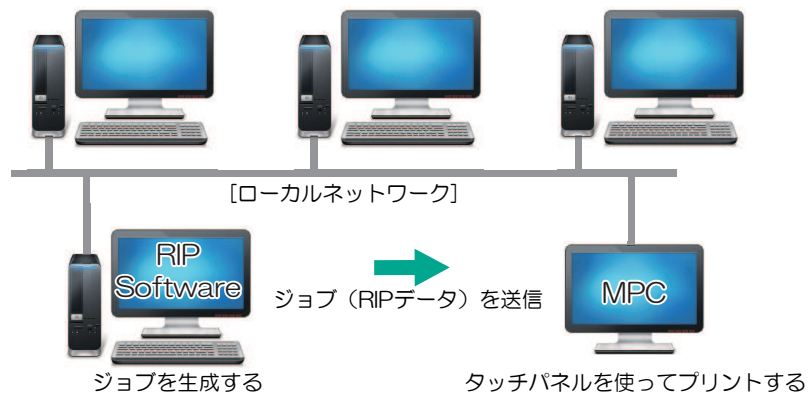 [ローカルネットワーク]
RIP
Software
ジョブ（RIPデータ）を送信
MPC
ジョブを生成する
タッチパネルを使ってプリントする